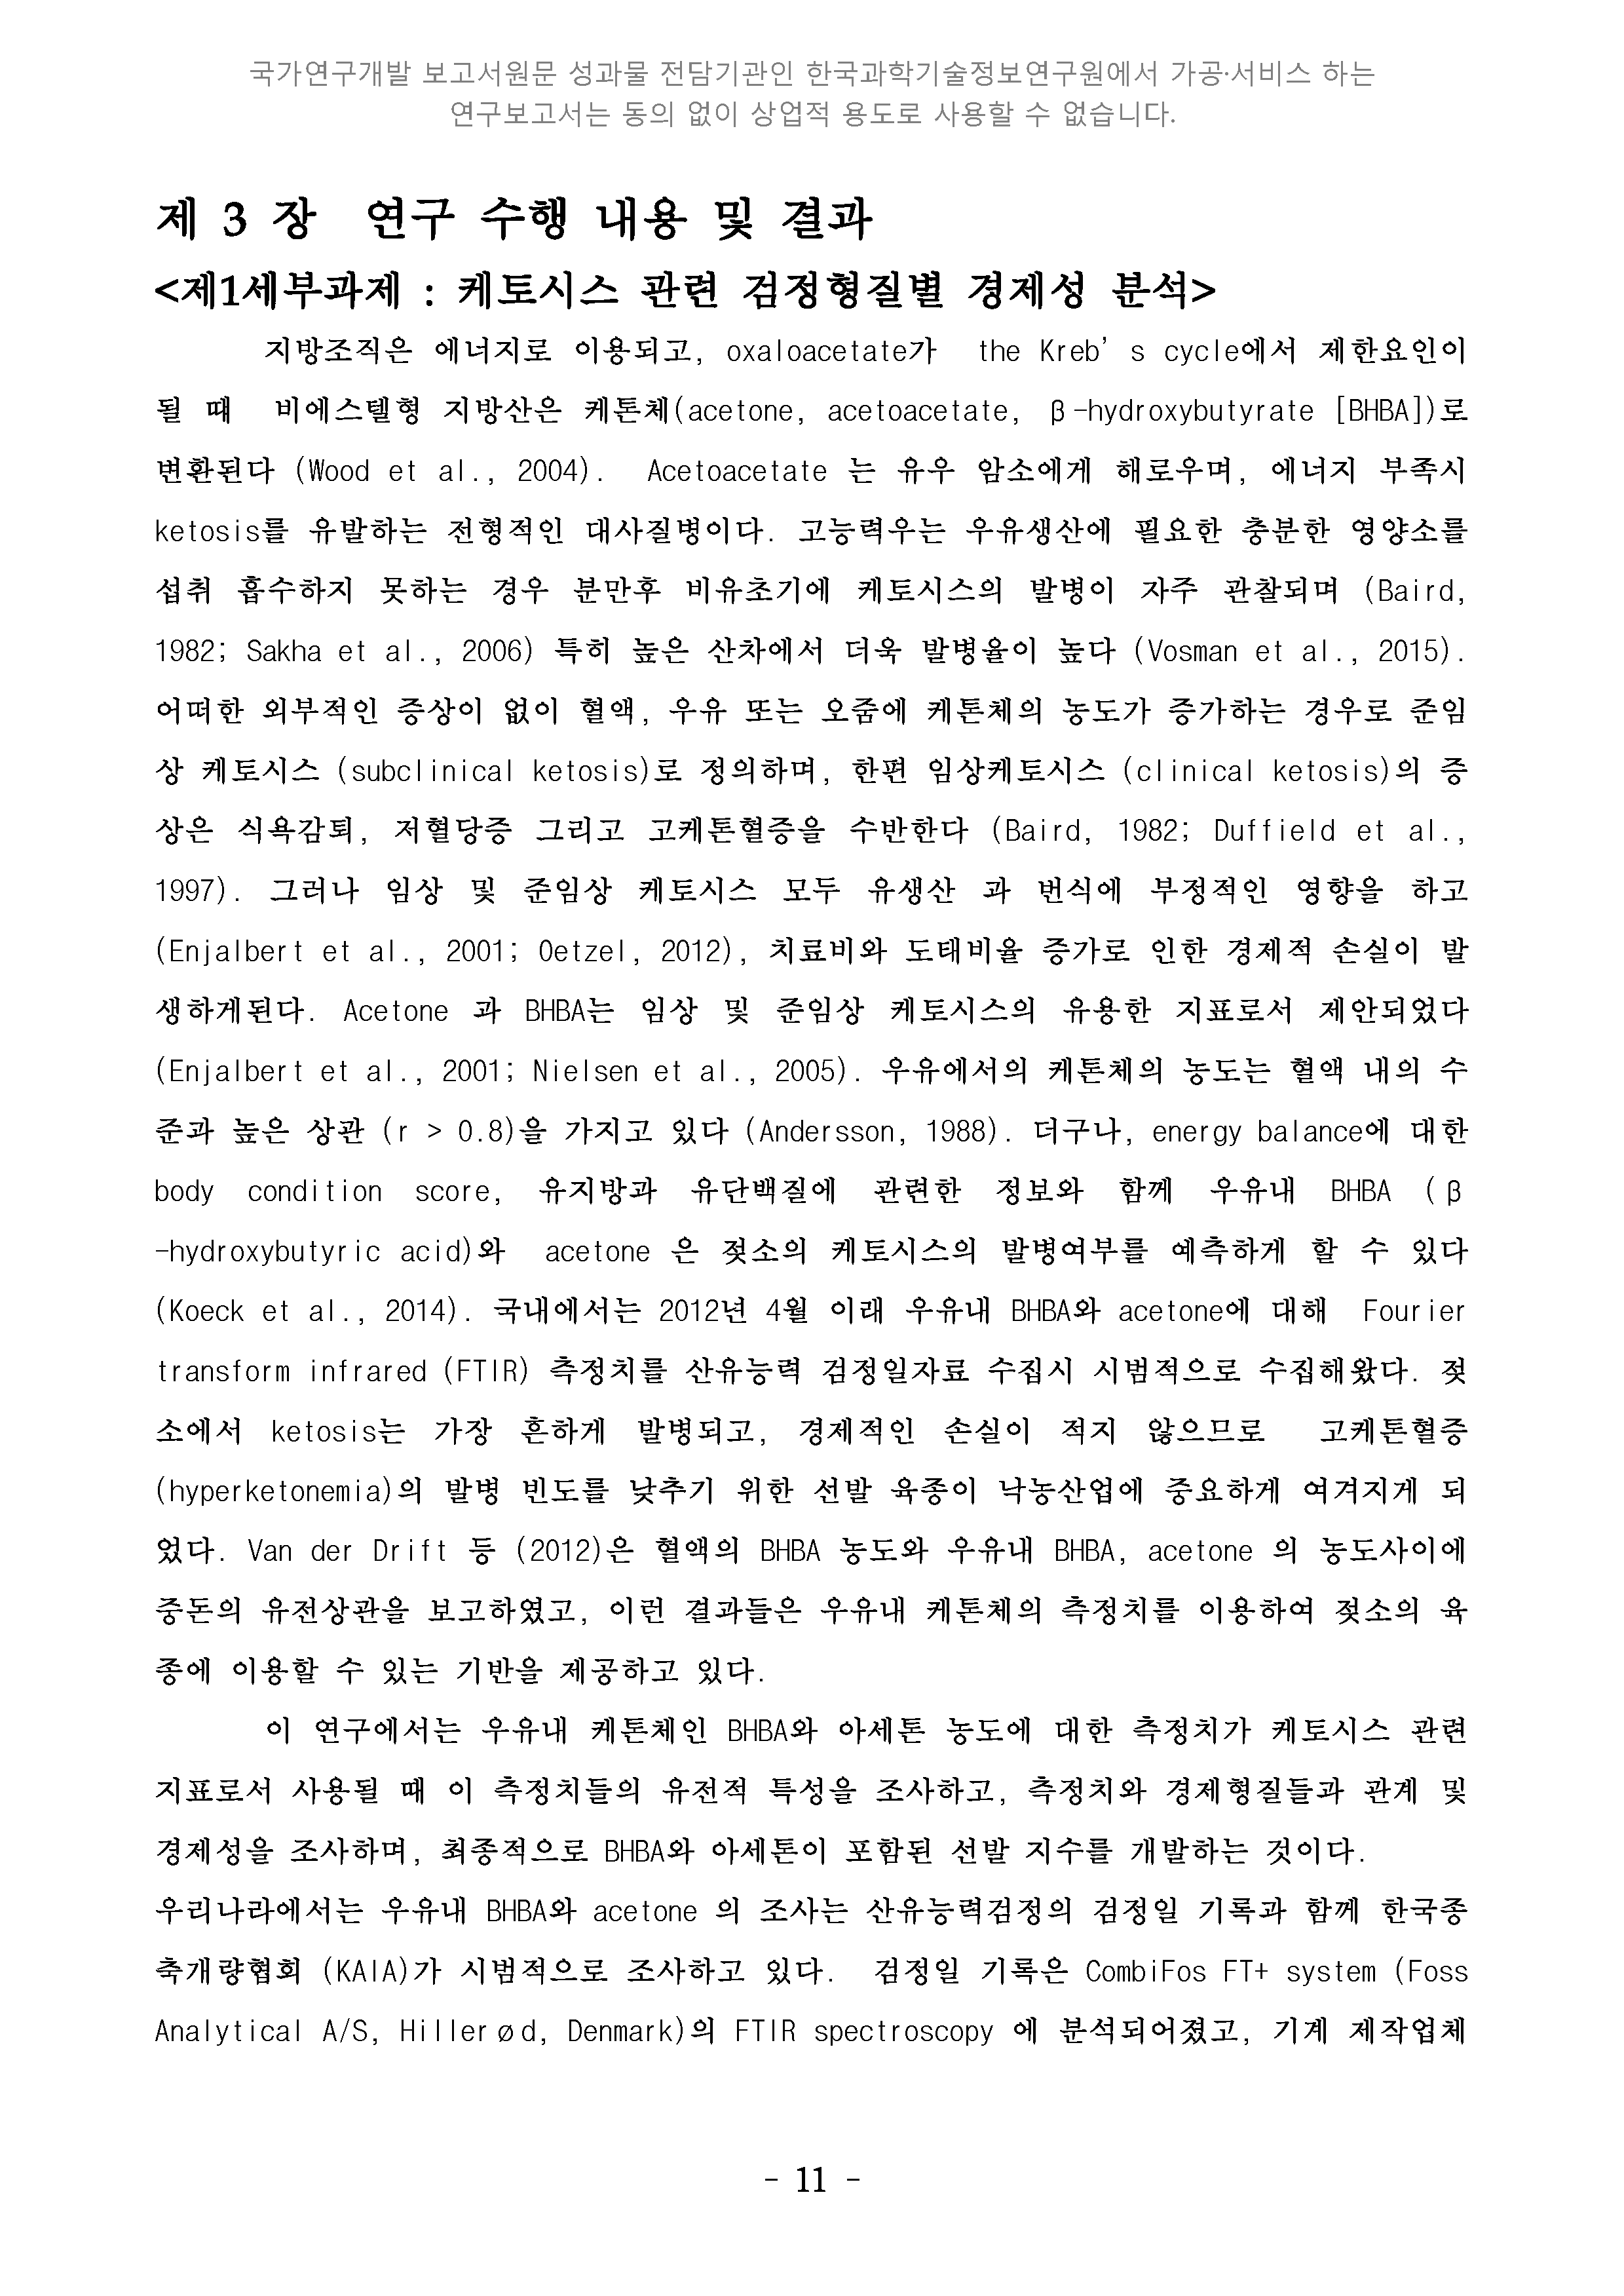 국가연구개발 보고서원문 성과물 전담기관인 한국과학기술정보연구원에서 가공·서비스 하는
연구보고서는 동의 없이 상업적 용도로 사용할 수 없습니다.
제 3 장 연구 수행 내용 및 결과
<제1세부과제 : 케토시스 관련 검정형질별 경제성 분석>
지방조직은 에너지로 이용되고, oxaloacetate가 the Kreb’s cycle에서 제한요인이
될 때 비에스텔형 지방산은 케톤체(acetone, acetoacetate, β-hydroxybutyrate [BHBA])로
변환된다 (Wood et al., 2004). Acetoacetate 는 유우 암소에게 해로우며, 에너지 부족시
ketosis를 유발하는 전형적인 대사질병이다. 고능력우는 우유생산에 필요한 충분한 영양소를
섭취 흡수하지 못하는 경우 분만후 비유초기에 케토시스의 발병이 자주 관찰되며 (Baird,
1982; Sakha et al., 2006) 특히 높은 산차에서 더욱 발병율이 높다 (Vosman et al., 2015).
어떠한 외부적인 증상이 없이 혈액, 우유 또는 오줌에 케톤체의 농도가 증가하는 경우로 준임
상 케토시스 (subclinical ketosis)로 정의하며, 한편 임상케토시스 (clinical ketosis)의 증
상은 식욕감퇴, 저혈당증 그리고 고케톤혈증을 수반한다 (Baird, 1982; Duffield et al.,
1997). 그러나 임상 및 준임상 케토시스 모두 유생산 과 번식에 부정적인 영향을 하고
(Enjalbert et al., 2001; Oetzel, 2012), 치료비와 도태비율 증가로 인한 경제적 손실이 발
생하게된다. Acetone 과 BHBA는 임상 및 준임상 케토시스의 유용한 지표로서 제안되었다
(Enjalbert et al., 2001; Nielsen et al., 2005). 우유에서의 케톤체의 농도는 혈액 내의 수
준과 높은 상관 (r > 0.8)을 가지고 있다 (Andersson, 1988). 더구나, energy balance에 대한
body condition score, 유지방과 유단백질에 관련한 정보와 함께 우유내 BHBA (β
-hydroxybutyric acid)와 acetone 은 젖소의 케토시스의 발병여부를 예측하게 할 수 있다
(Koeck et al., 2014). 국내에서는 2012년 4월 이래 우유내 BHBA와 acetone에 대해 Fourier
transform infrared (FTIR) 측정치를 산유능력 검정일자료 수집시 시범적으로 수집해왔다. 젖
소에서 ketosis는 가장 흔하게 발병되고, 경제적인 손실이 적지 않으므로 고케톤혈증
(hyperketonemia)의 발병 빈도를 낮추기 위한 선발 육종이 낙농산업에 중요하게 여겨지게 되
었다. Van der Drift 등 (2012)은 혈액의 BHBA 농도와 우유내 BHBA, acetone 의 농도사이에
중돈의 유전상관을 보고하였고, 이런 결과들은 우유내 케톤체의 측정치를 이용하여 젖소의 육
종에 이용할 수 있는 기반을 제공하고 있다.
이 연구에서는 우유내 케톤체인 BHBA와 아세톤 농도에 대한 측정치가 케토시스 관련
지표로서 사용될 때 이 측정치들의 유전적 특성을 조사하고, 측정치와 경제형질들과 관계 및
경제성을 조사하며, 최종적으로 BHBA와 아세톤이 포함된 선발 지수를 개발하는 것이다.
우리나라에서는 우유내 BHBA와 acetone 의 조사는 산유능력검정의 검정일 기록과 함께 한국종
축개량협회 (KAIA)가 시범적으로 조사하고 있다. 검정일 기록은 CombiFos FT+ system (Foss
Analytical A/S, Hillerød, Denmark)의 FTIR spectroscopy 에 분석되어졌고, 기계 제작업체
- 11 -